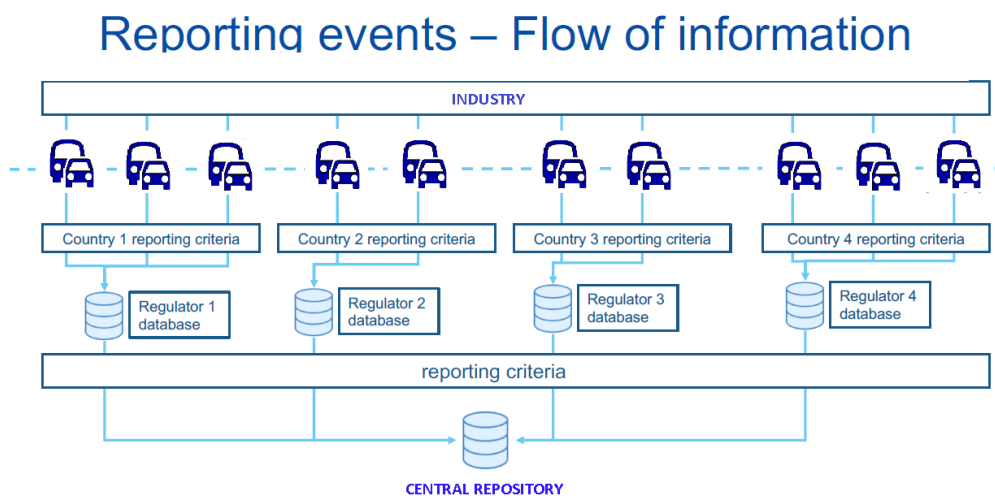 Reporting events – Flow of information
INDUSTRY
Country 1 reporting criteria
Country 2 reporting criteria
Country 3 reporting criteria
Country 4 reporting criteria
Regulator 1
database
Regulator 2
database
Regulator 3
database
Regulator 4
database
reporting criteria
CENTRAL REPOSITORY